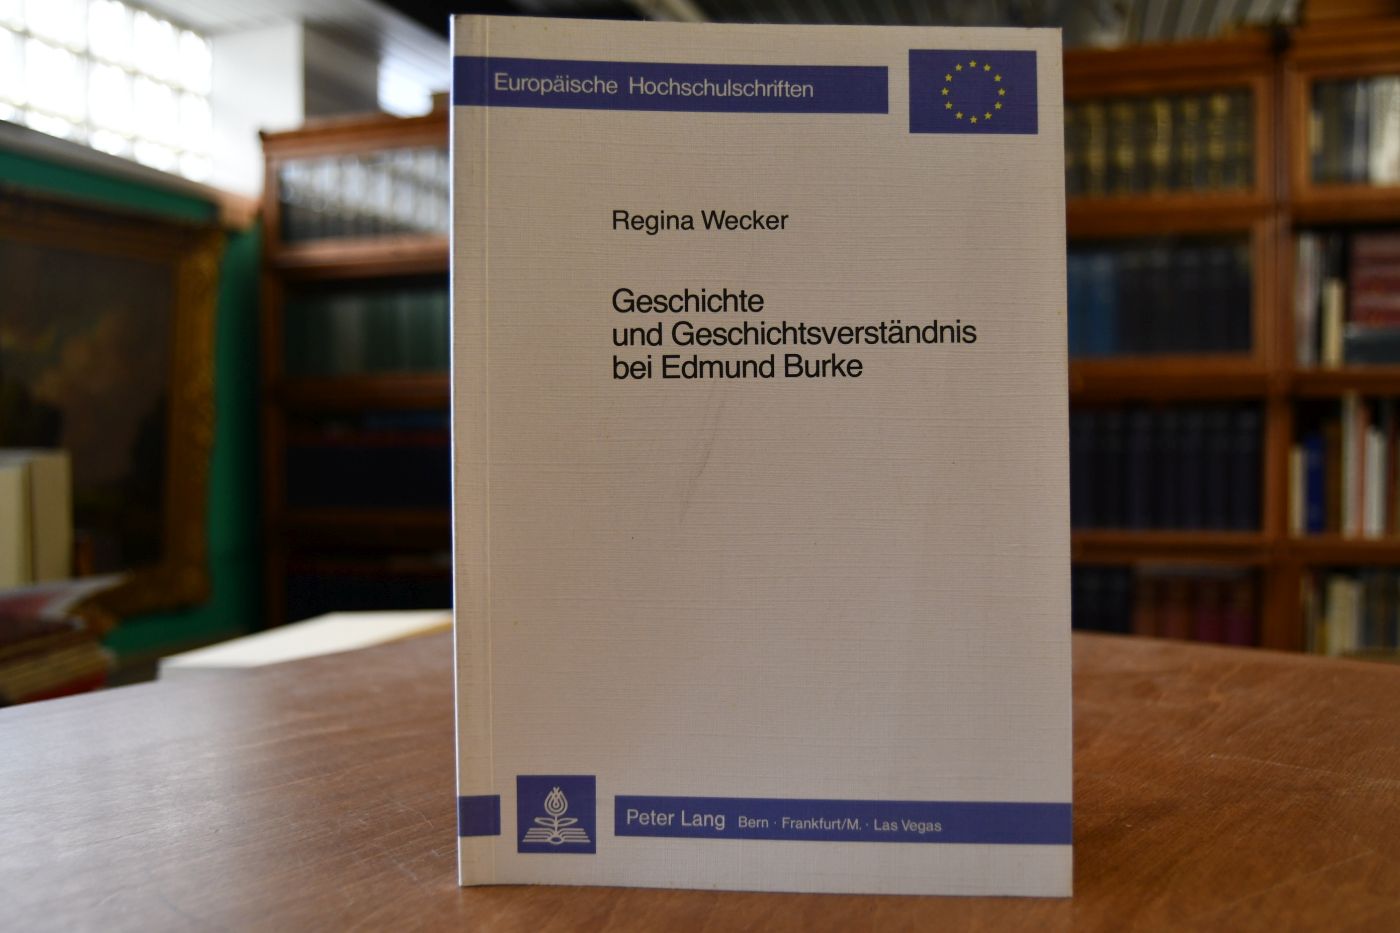 Europäische Hochschulschriften
Regina Wecker
Geschichte
und Geschichtsverständnis
bei Edmund Burke
Peter Lang Bern · Frankfurt/M. · Las Vegas